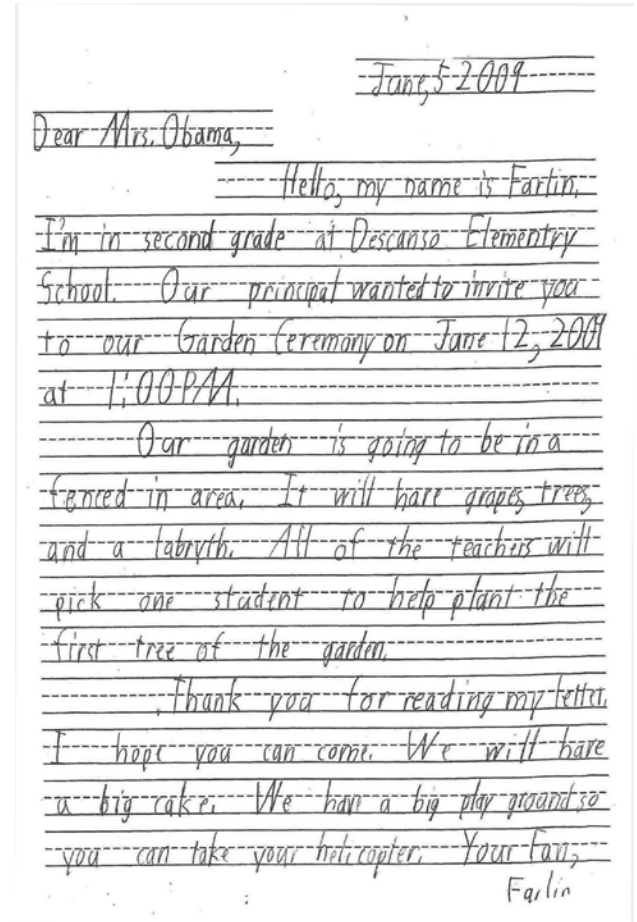 June, 5 2009
Dear Mrs. Obama,
Hello, my name is Farlin.
I'm in second grade at Descanso Elementry
School. Our principal wanted to invite you
to our Garden Ceremony on June 12, 2009
at 1:00 PM.
Our garden is going to be in a
fenced in area. It will have grapes, trees,
and a labryth. All of the teachers will
pick one student to help plant the
first tree of the garden.
Thank you for reading my letter.
I hope you can come. We will have
a big cake. We have a big play ground so
you can take your helicopter. Your Fan,
Farlin